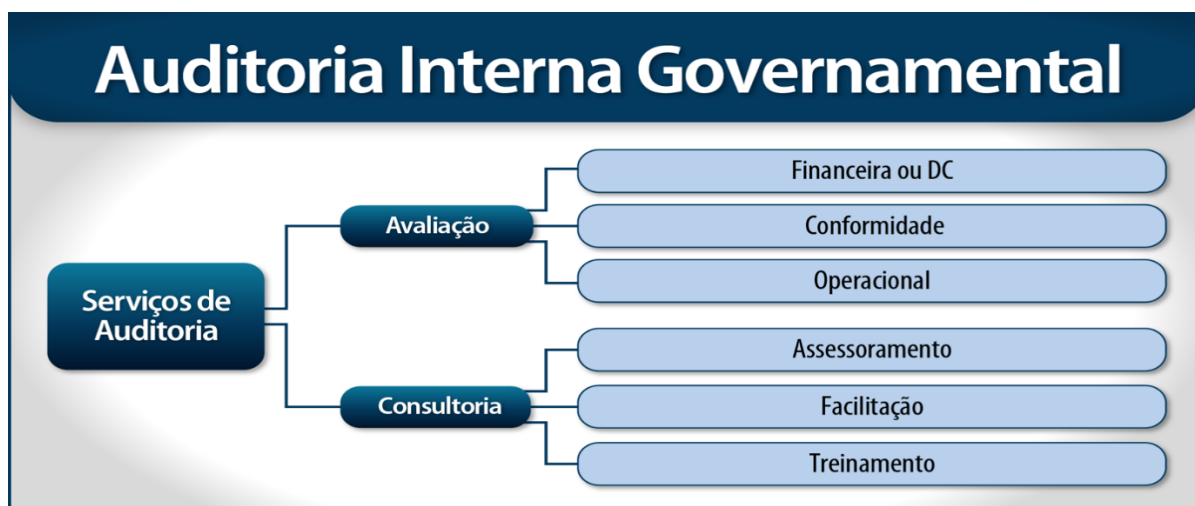 Auditoria Interna Governamental
Serviços de
Auditoria
Avaliação
Financeira ou DC
Conformidade
Operacional
Consultoria
Assessoramento
Facilitação
Treinamento